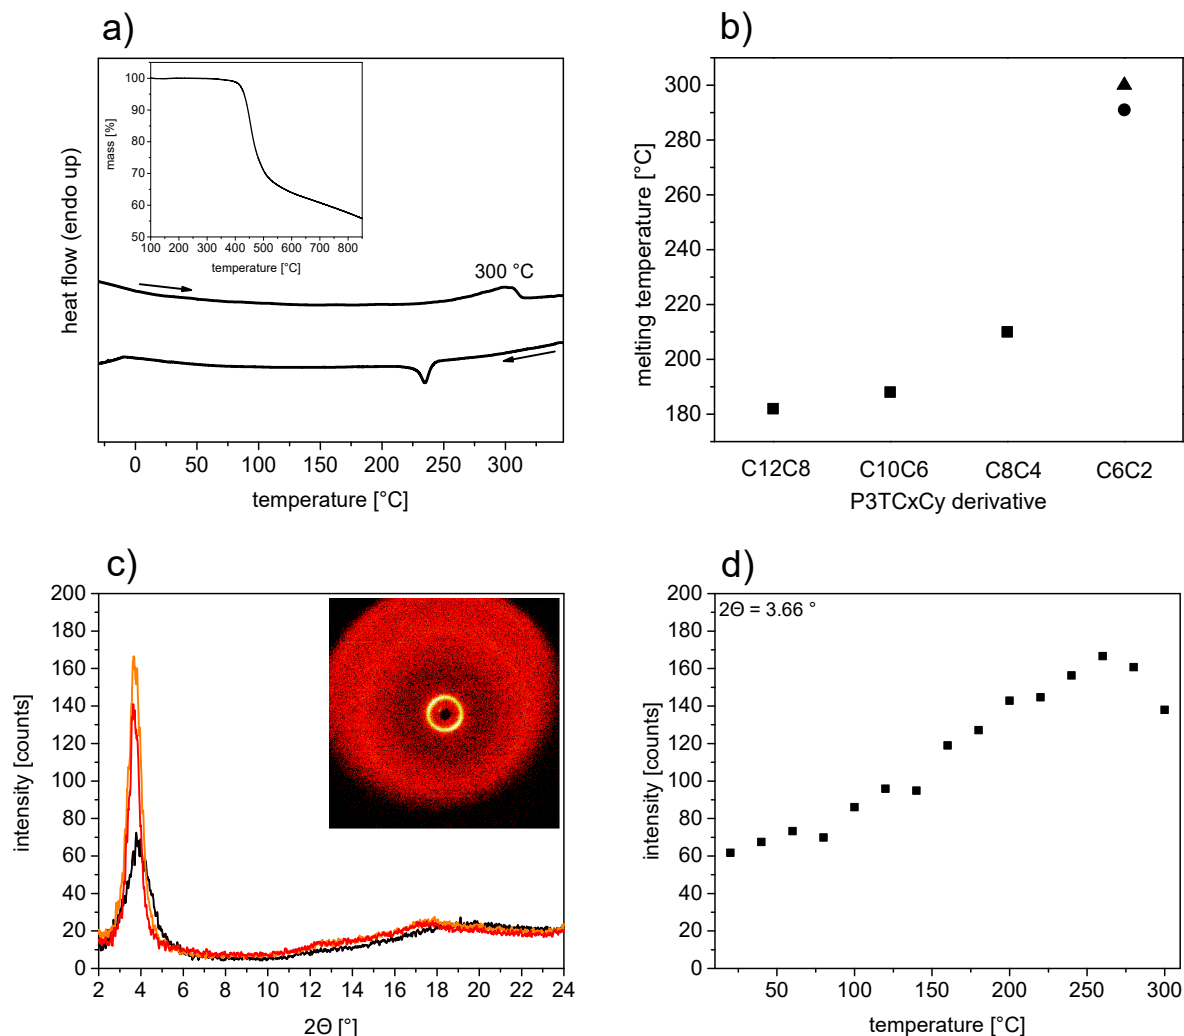 a)
heat flow (endo up)
100
90
80
70
60
50
mass [%]
100 200 300 400 500 600 700 800
temperature [°C]
300 °C
0 50 100 150 200 250 300
temperature [°C]
b)
melting temperature [°C]
300
280
260
240
220
200
180
C12C8 C10C6 C8C4 C6C2
P3TCxCy derivative
c)
intensity [counts]
200
180
160
140
120
100
80
60
40
20
0
2 4 6 8 10 12 14 16 18 20 22 24
2Θ [°]
d)
2Θ = 3.66 °
intensity [counts]
200
180
160
140
120
100
80
60
40
20
0
50 100 150 200 250 300
temperature [°C]